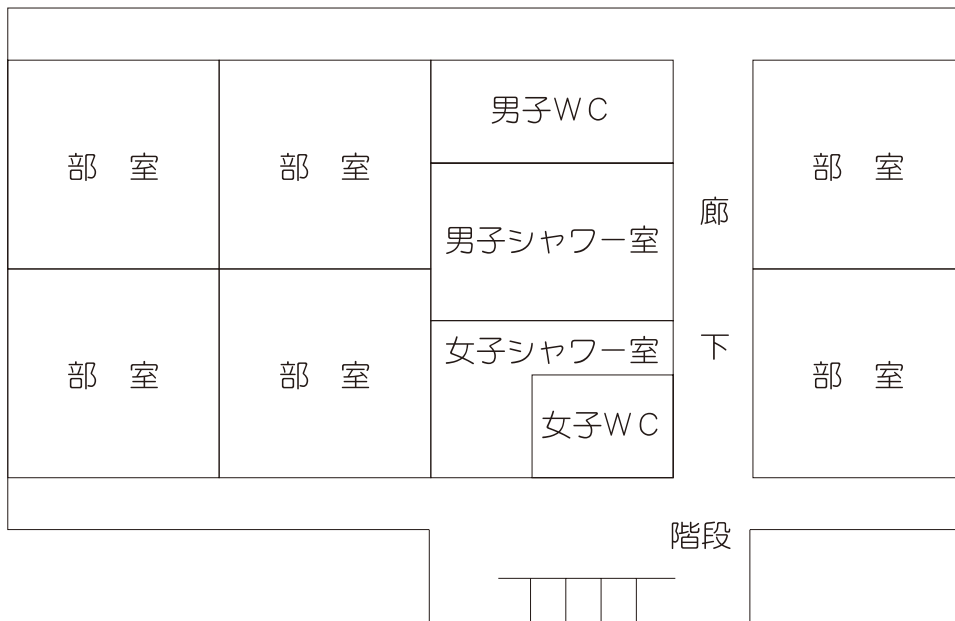 男子ＷＣ
部　室
部　室
部　室
男子シャワー室
廊下
女子シャワー室
部　室
部　室
部　室
女子ＷＣ
階段